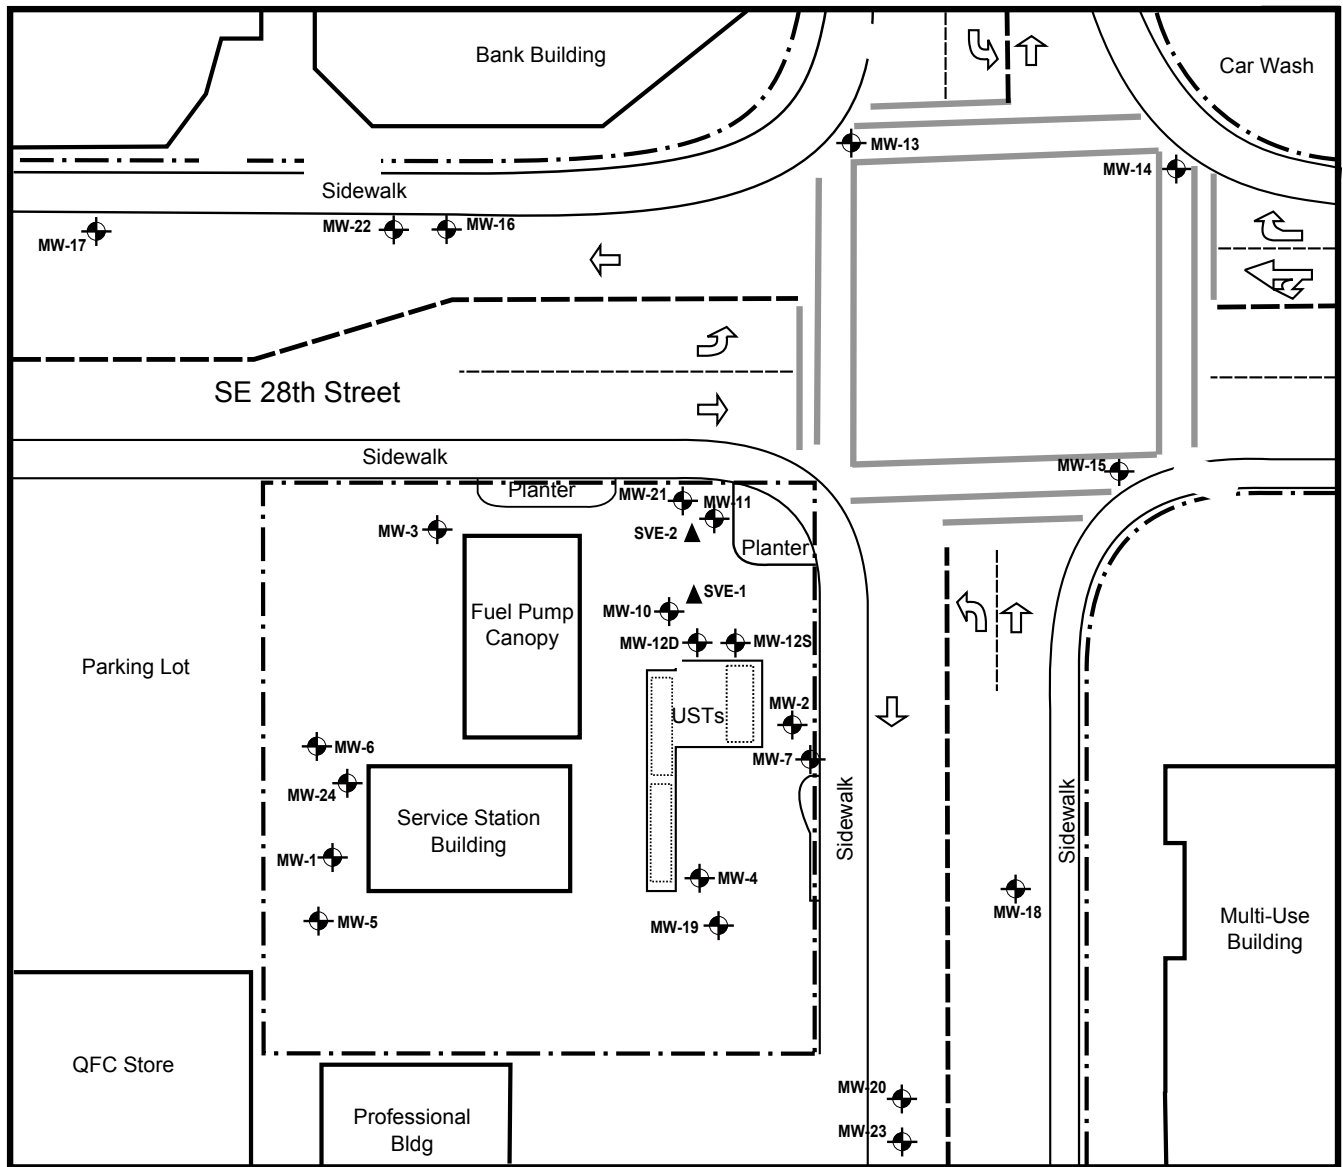 Bank Building
Car Wash
MW-13
MW-14
Sidewalk
MW-17
MW-22
MW-16
SE 28th Street
Sidewalk
MW-15
Planter
MW-21
MW-11
MW-3
SVE-2
Planter
SVE-1
Fuel Pump
Canopy
MW-10
MW-12D
MW-12S
Parking Lot
USTs
MW-2
MW-6
MW-7
MW-24
Service Station
Building
Sidewalk
Sidewalk
MW-1
MW-4
MW-18
MW-5
MW-19
Multi-Use
Building
QFC Store
MW-20
Professional
Bldg
MW-23